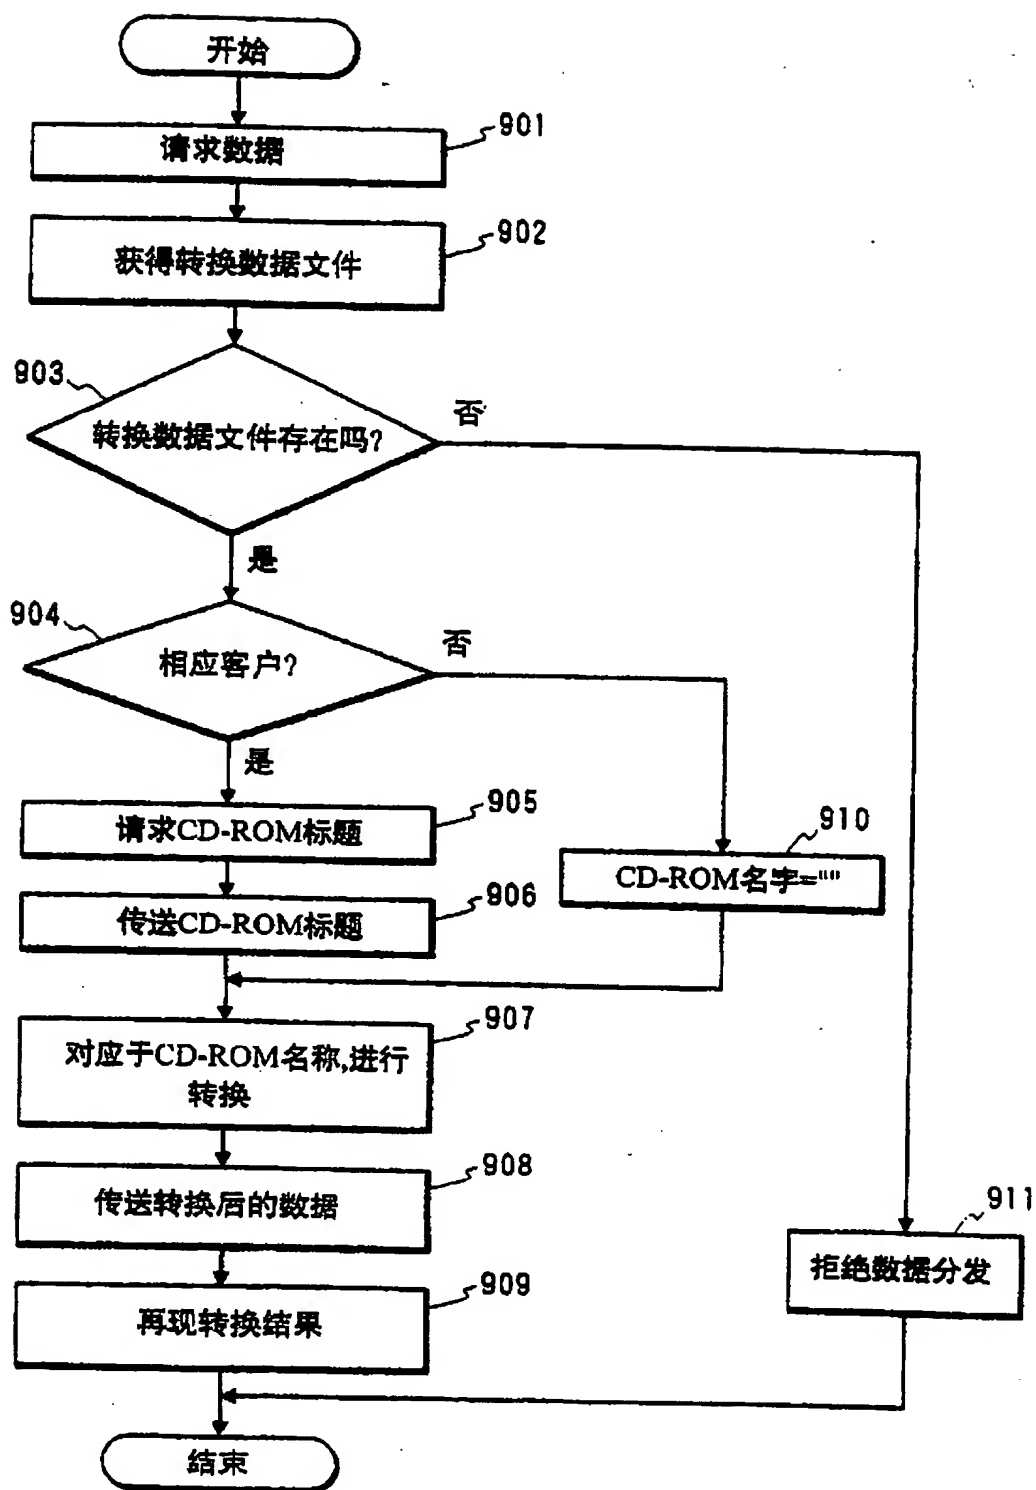 开始
901
请求数据
902
获得转换数据文件
903
转换数据文件存在吗?
否
是
904
相应客户?
否
是
905
请求CD-ROM标题
910
CD-ROM名字=""
906
传送CD-ROM标题
907
对应于CD-ROM名称,进行
转换
908
传送转换后的数据
911
拒绝数据分发
909
再现转换结果
结束